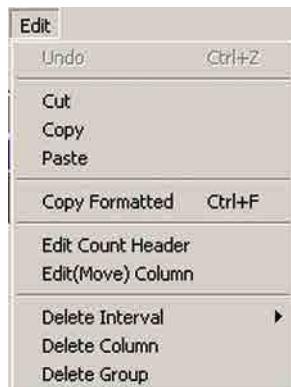 Edit
Undo Ctrl+Z
Cut
Copy
Paste
Copy Formatted Ctrl+F
Edit Count Header
Edit(Move) Column
Delete Interval
Delete Column
Delete Group